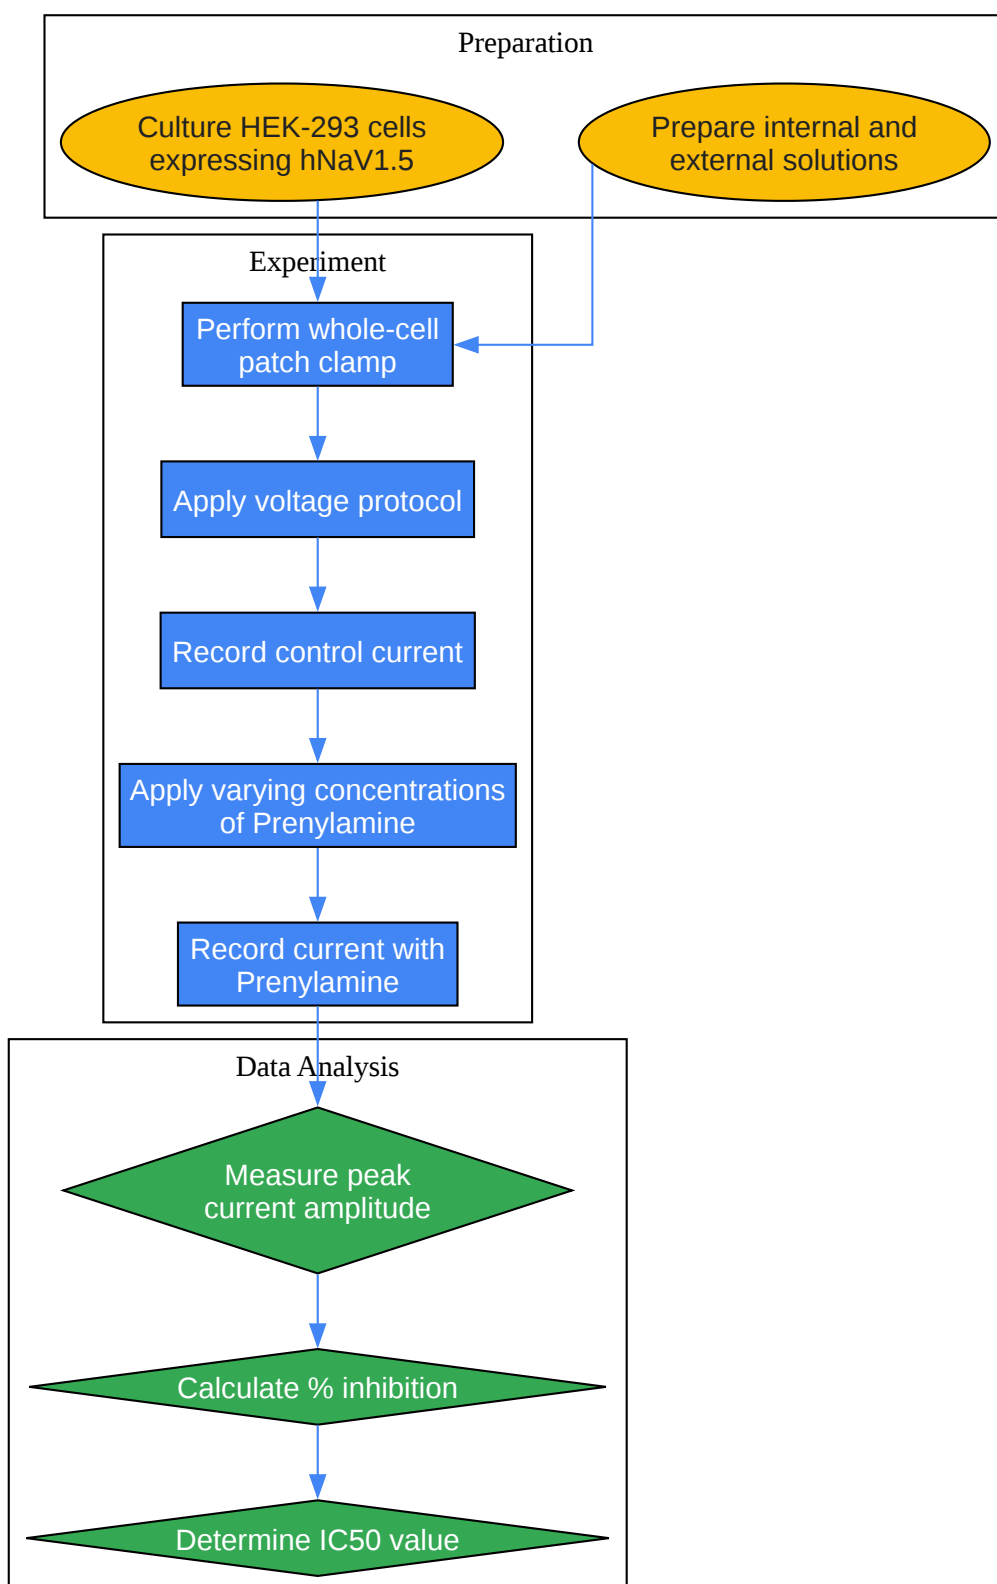 Preparation
Culture HEK-293 cells
expressing hNaV1.5
Prepare internal and
external solutions
Experiment
Perform whole-cell
patch clamp
Apply voltage protocol
Record control current
Apply varying concentrations
of Prenylamine
Record current with
Prenylamine
Data Analysis
Measure peak
current amplitude
Calculate % inhibition
Determine IC50 value